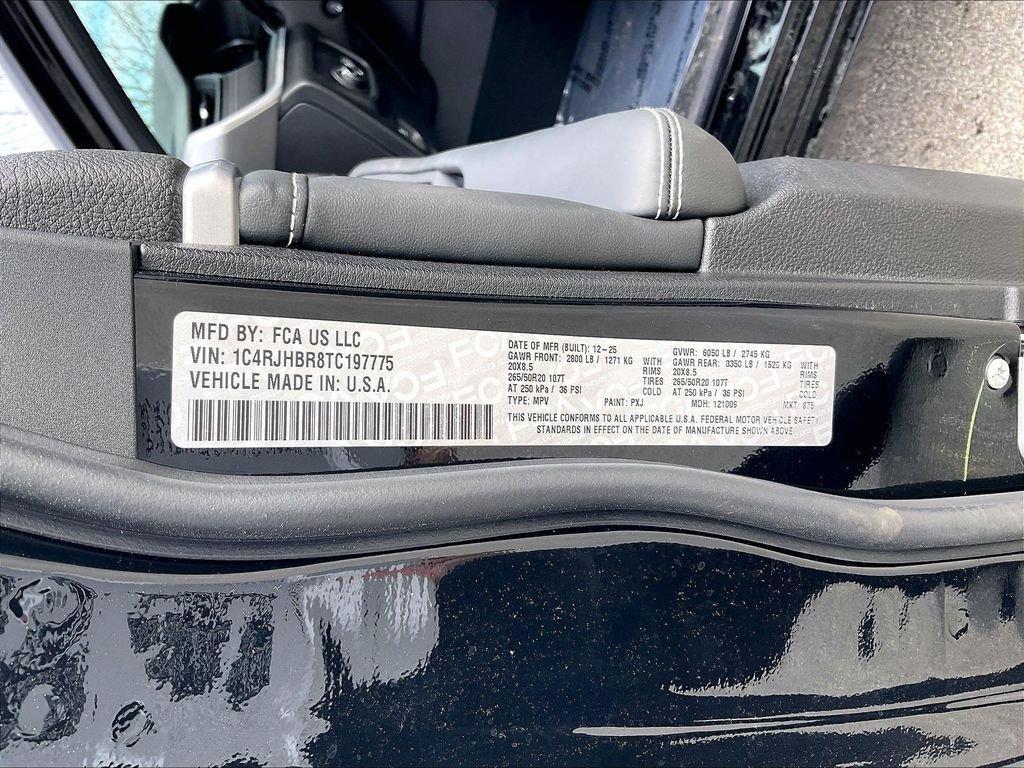 MFD BY: FCA US LLC
VIN: 1C4RJHBR8TC197775
VEHICLE MADE IN: U.S.A.
DATE OF MFR (BUILT): 12-25 GVWR: 6050 LB / 2745 KG
GAWR FRONT: 2800 LB / 1271 KG WITH GAWR REAR: 3350 LB / 1520 KG WITH
20X8.5 RIMS 20X8.5 RIMS
265/50R20 107T TIRES 265/50R20 107T TIRES
AT 250 kPa / 36 PSI COLD AT 250 kPa / 36 PSI COLD
TYPE: MPV PAINT: PXJ MDH: 121006 MKT: 875
THIS VEHICLE CONFORMS TO ALL APPLICABLE U.S.A. FEDERAL MOTOR VEHICLE SAFETY
STANDARDS IN EFFECT ON THE DATE OF MANUFACTURE SHOWN ABOVE.